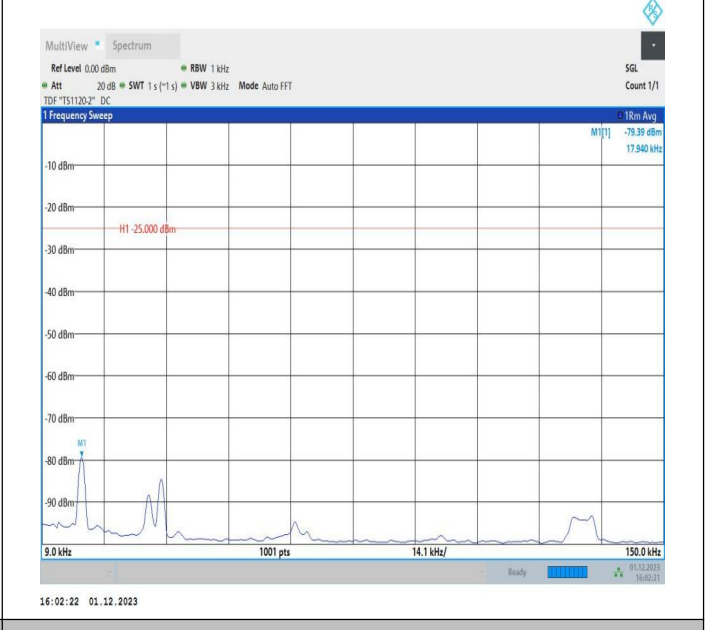 MultiView Spectrum
Ref Level 0.00 dBm RBW 1 kHz SGL
Att 20 dB SWT 1 s (~1 s) VBW 3 kHz Mode Auto FFT Count 1/1
TDF "TS1120-2" DC
1 Frequency Sweep 1Rm Avg
M1[1] -79.39 dBm
17.940 kHz
-10 dBm
-20 dBm
H1 -25.000 dBm
-30 dBm
-40 dBm
-50 dBm
-60 dBm
-70 dBm
M1
-80 dBm
-90 dBm
9.0 kHz 1001 pts 14.1 kHz/ 150.0 kHz
Ready 01.12.2023
16:02:21
16:02:22 01.12.2023